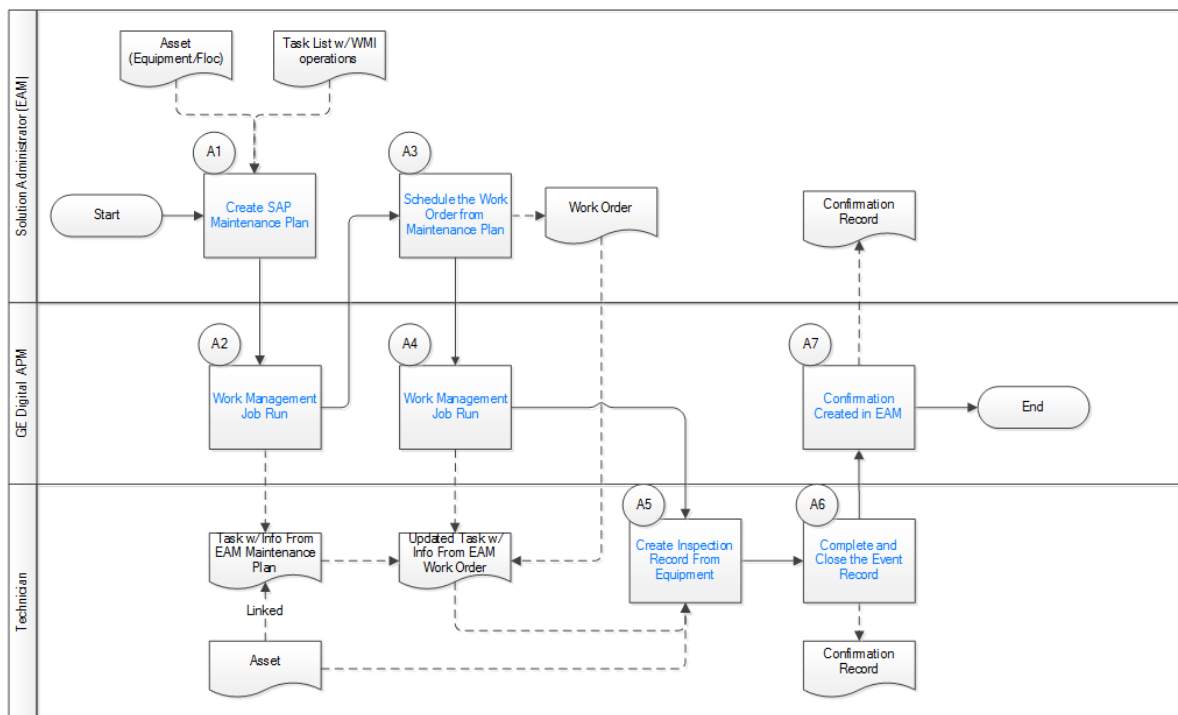 Solution Administrator (EAM)
Asset
(Equipment/Floc)
Task List w/WMI
operations
A1
A3
Start
Create SAP
Maintenance Plan
Schedule the Work
Order from
Maintenance Plan
Work Order
Confirmation
Record
GE Digital APM
A2
A4
A7
Work Management
Job Run
Work Management
Job Run
Confirmation
Created in EAM
End
Technician
A5
A6
Task w/Info From
EAM Maintenance
Plan
Updated Task w/
Info From EAM
Work Order
Create Inspection
Record From
Equipment
Complete and
Close the Event
Record
Linked
Asset
Confirmation
Record